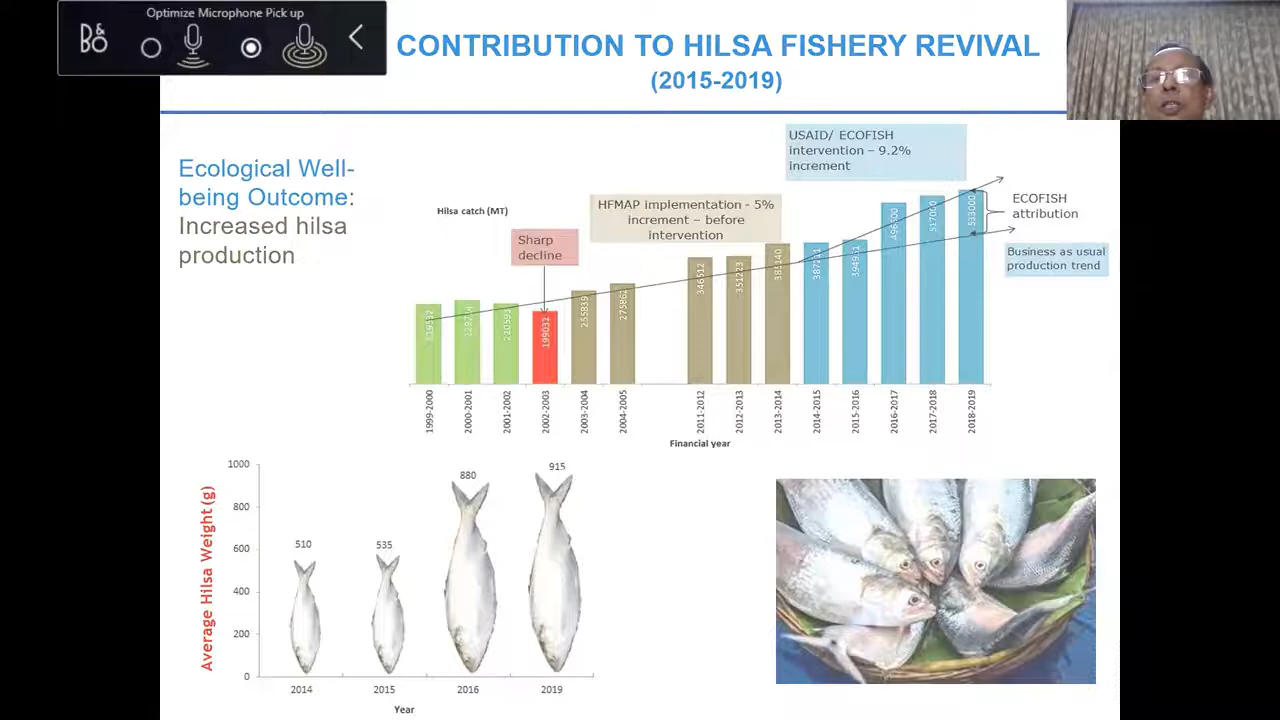 Optimize Microphone Pick up
B&O
CONTRIBUTION TO HILSA FISHERY REVIVAL
(2015-2019)
Ecological Well-
being Outcome:
Increased hilsa
production
Hilsa catch (MT)
Sharp
decline
HFMAP implementation - 5%
increment – before
intervention
USAID/ ECOFISH
intervention – 9.2%
increment
ECOFISH
attribution
Business as usual
production trend
220593
199032
255839
275862
346512
351223
517000
533000
1999-2000
2000-2001
2001-2002
2002-2003
2003-2004
2004-2005
2011-2012
2012-2013
2013-2014
2014-2015
2015-2016
2016-2017
2017-2018
2018-2019
Financial year
Average Hilsa Weight (g)
1000
800
600
400
200
0
510
535
880
915
2014
2015
2016
2019
Year